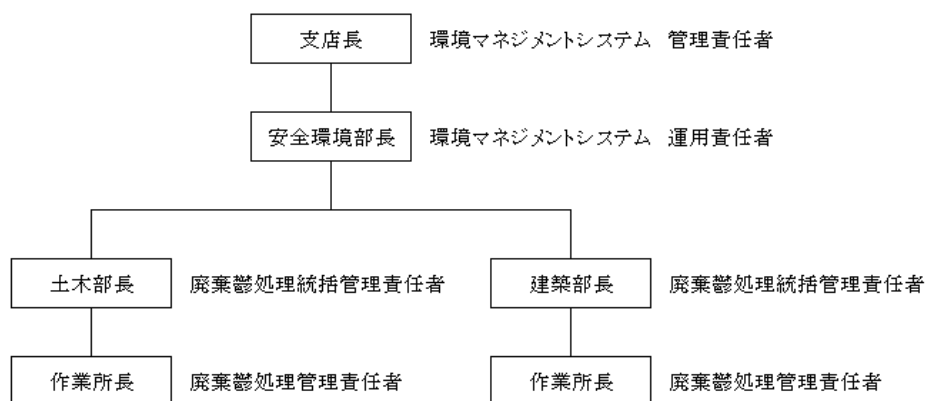 支店長 環境マネジメントシステム 管理責任者
安全環境部長 環境マネジメントシステム 運用責任者
土木部長 廃棄鬱処理統括管理責任者 建築部長 廃棄鬱処理統括管理責任者
作業所長 廃棄鬱処理管理責任者 作業所長 廃棄鬱処理管理責任者